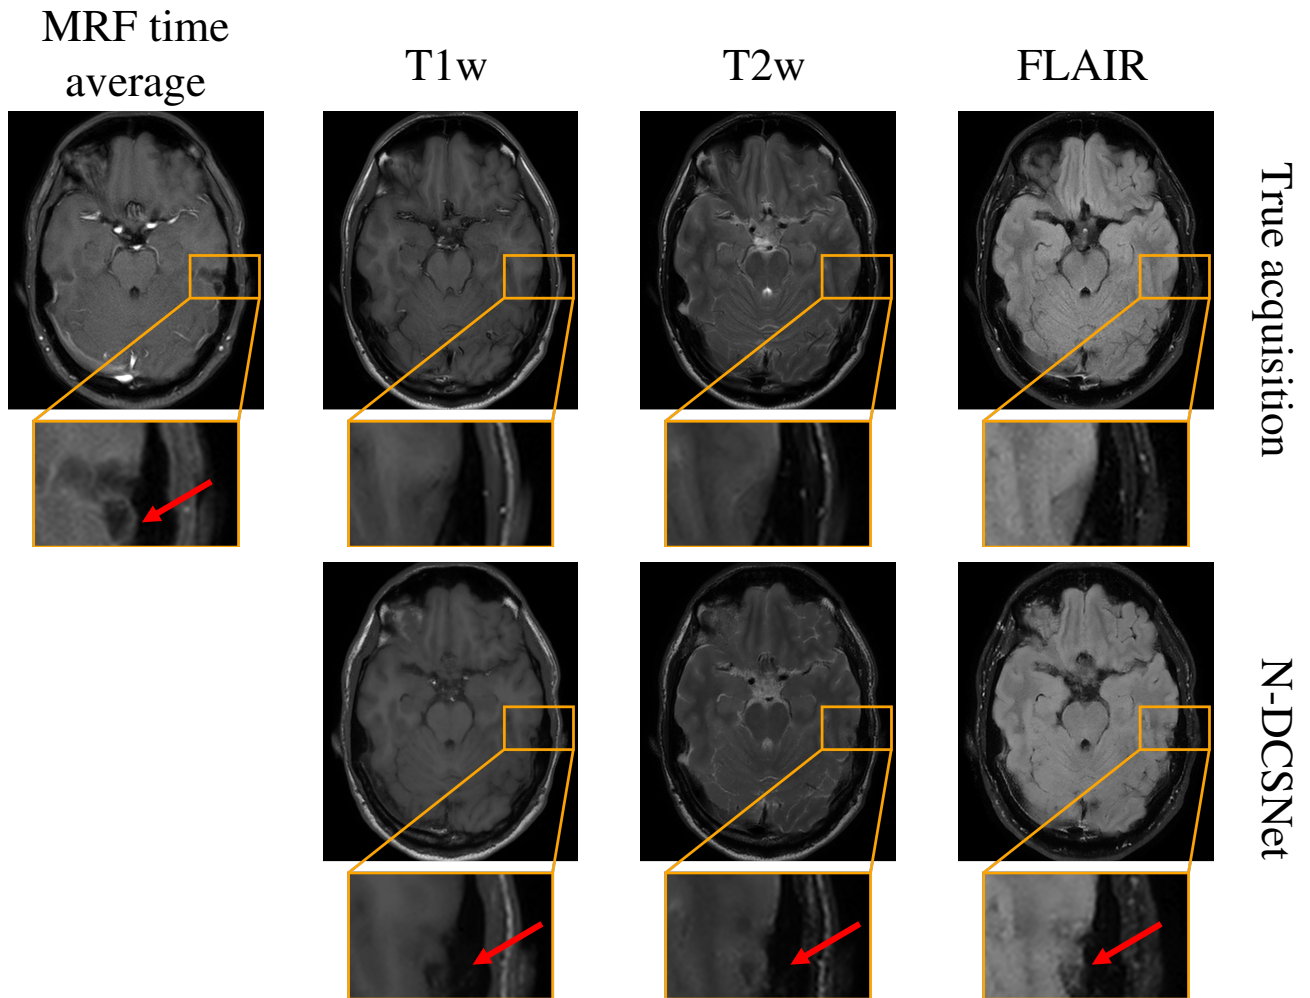 MRF time
average
T1w
T2w
FLAIR
True acquisition
N-DCSNet